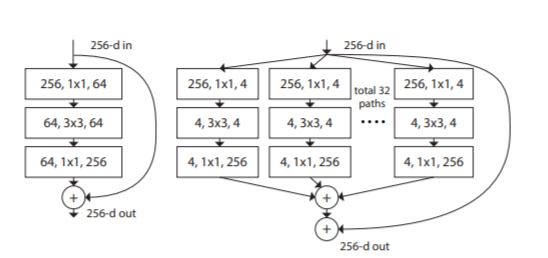 256-d in
256, 1x1, 64
64, 3x3, 64
64, 1x1, 256
+
256-d out
256-d in
256, 1x1, 4
256, 1x1, 4
total 32
paths
....
256, 1x1, 4
4, 3x3, 4
4, 3x3, 4
4, 3x3, 4
4, 1x1, 256
4, 1x1, 256
4, 1x1, 256
+
+
256-d out